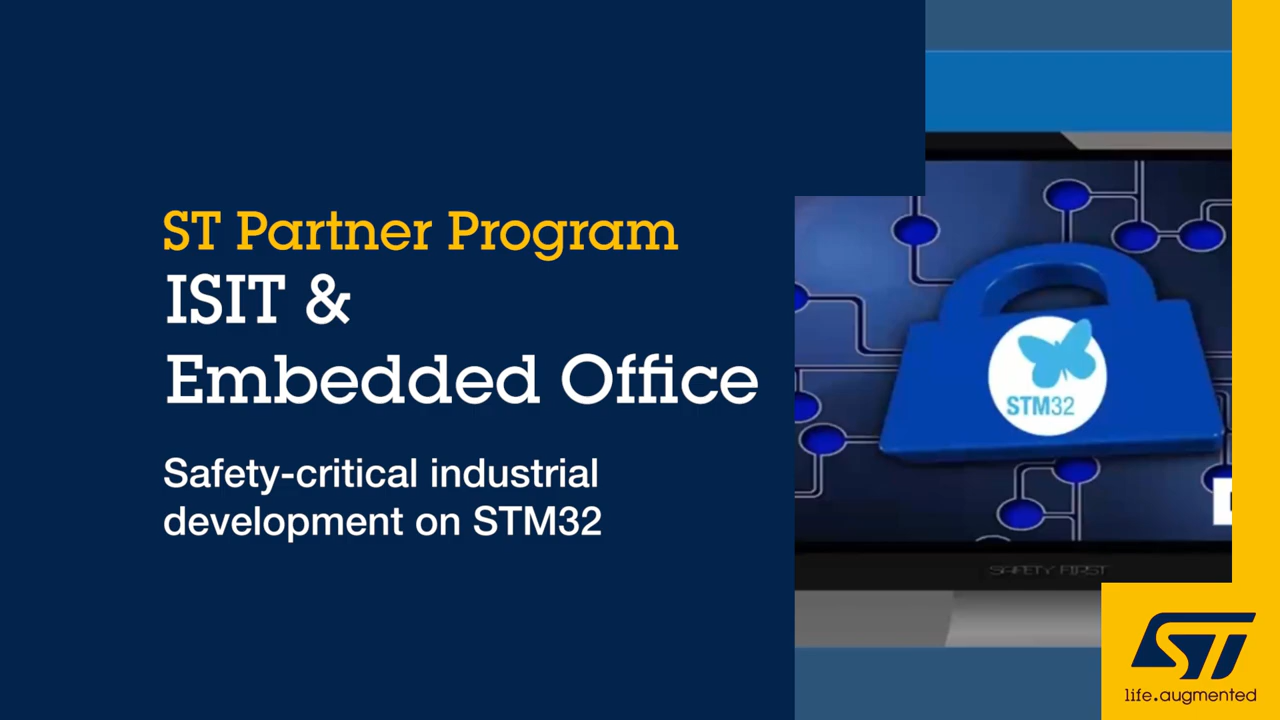 ST Partner Program
ISIT &
Embedded Office
Safety-critical industrial
development on STM32
STM32
SAFETY FIRST
ST
life.augmented